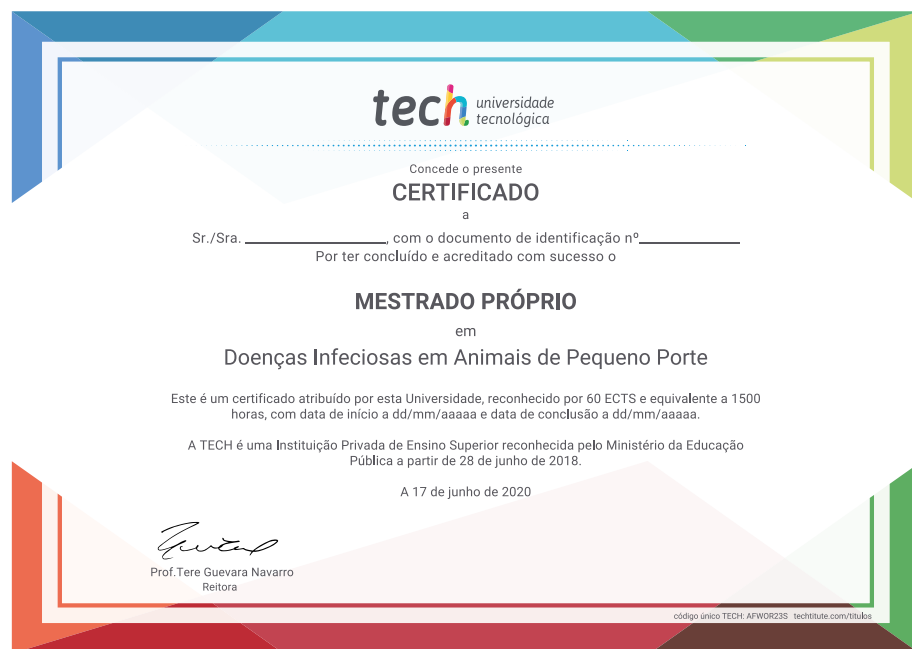 tech universidade
tecnológica
Concede o presente
CERTIFICADO
a
Sr./Sra. ________________, com o documento de identificação nº____________
Por ter concluído e acreditado com sucesso o
MESTRADO PRÓPRIO
em
Doenças Infeciosas em Animais de Pequeno Porte
Este é um certificado atribuído por esta Universidade, reconhecido por 60 ECTS e equivalente a 1500
horas, com data de início a dd/mm/aaaaa e data de conclusão a dd/mm/aaaaa.
A TECH é uma Instituição Privada de Ensino Superior reconhecida pelo Ministério da Educação
Pública a partir de 28 de junho de 2018.
A 17 de junho de 2020
Prof.Tere Guevara Navarro
Reitora
código único TECH: AFWOR23S techtitute.com/titulos